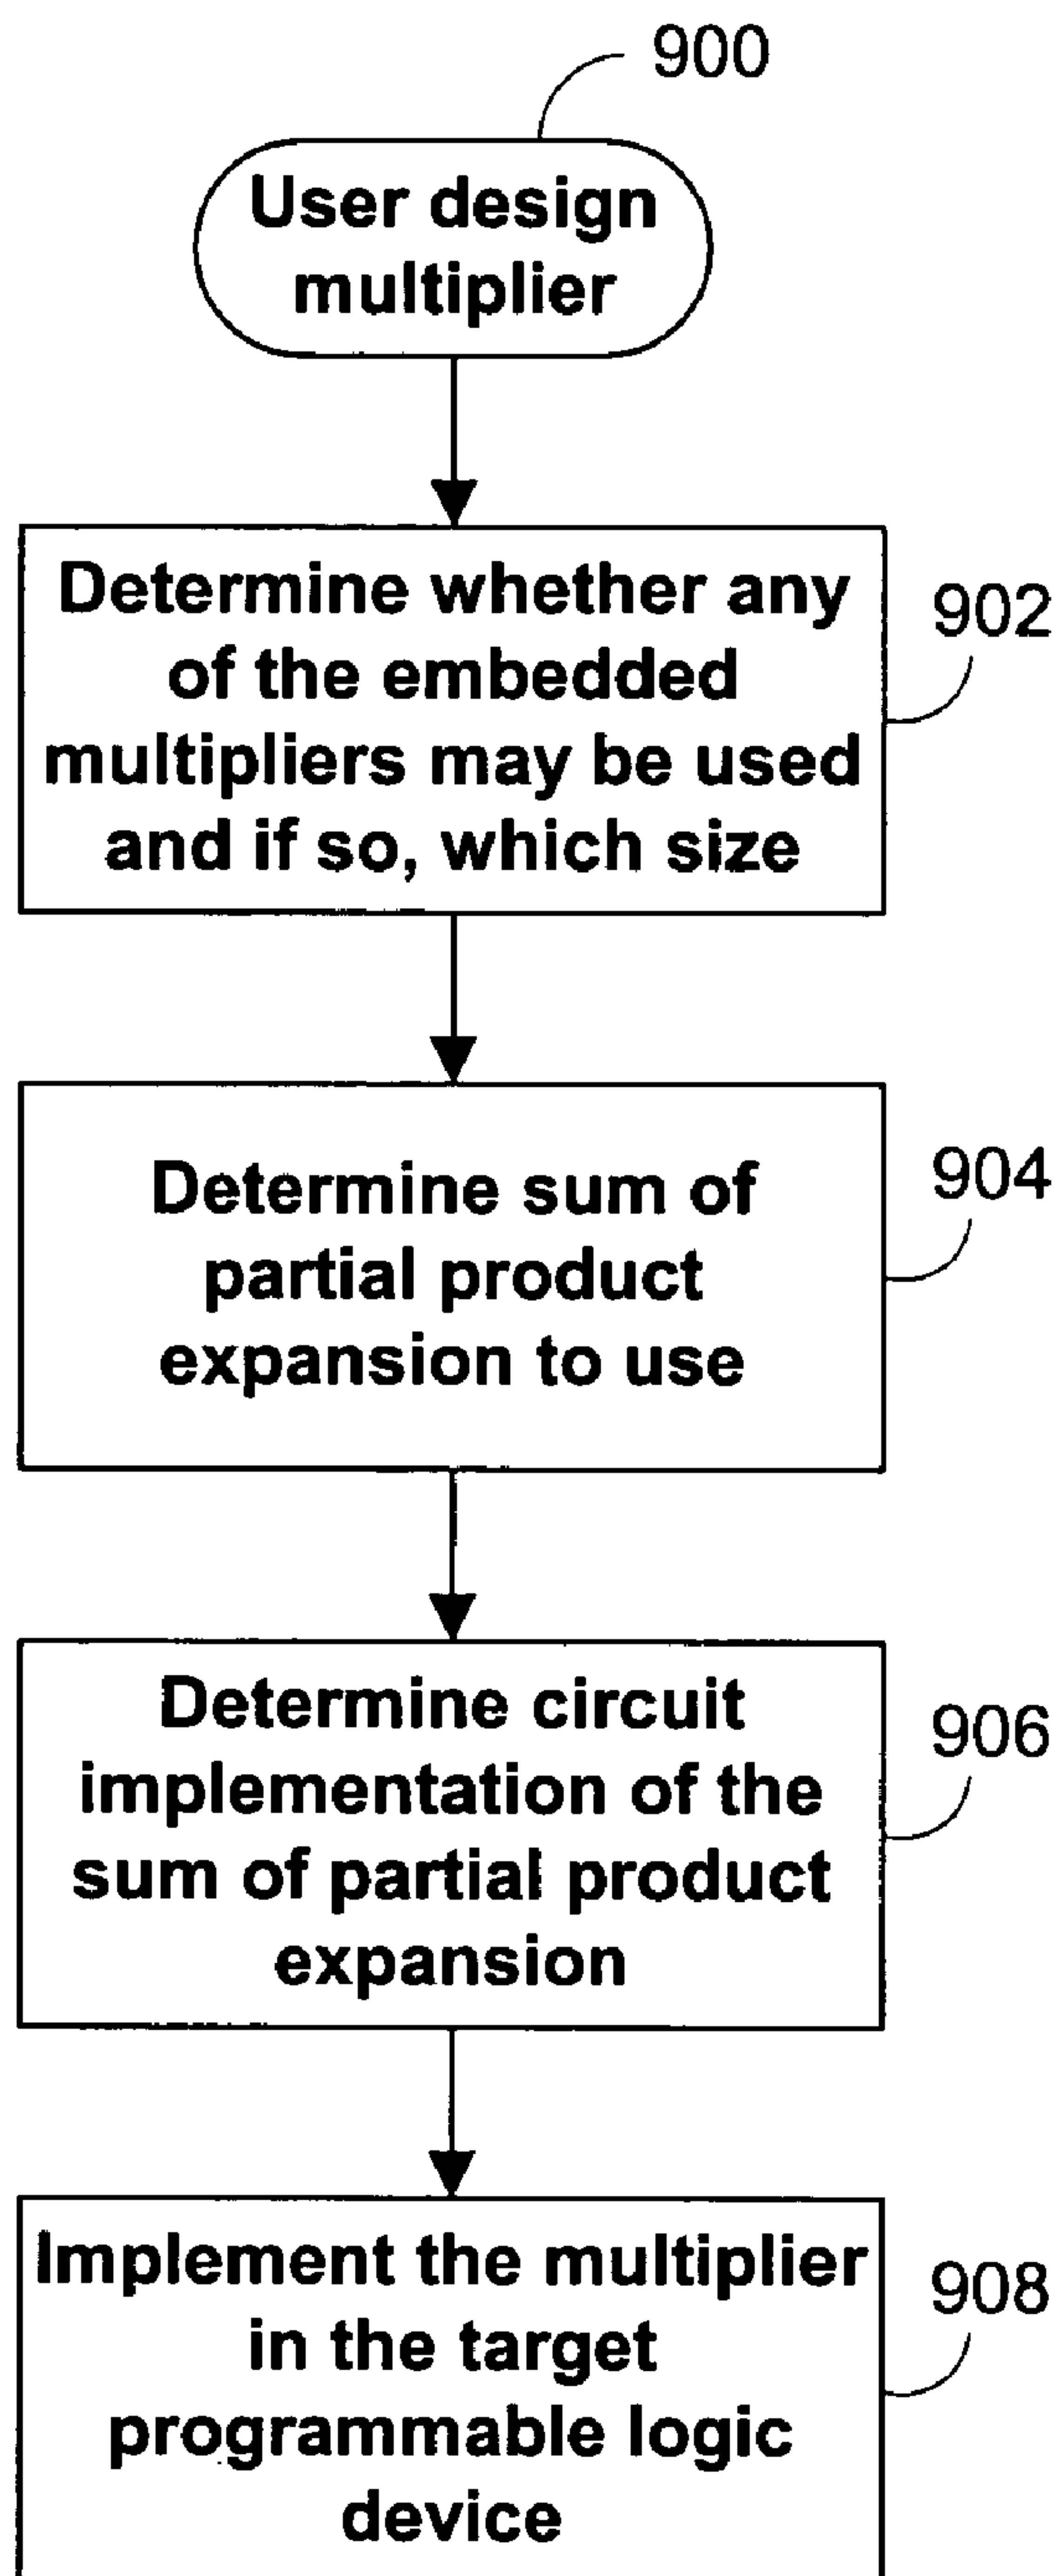 900
User design
multiplier
Determine whether any
of the embedded
multipliers may be used
and if so, which size
902
Determine sum of
partial product
expansion to use
904
Determine circuit
implementation of the
sum of partial product
expansion
906
Implement the multiplier
in the target
programmable logic
device
908